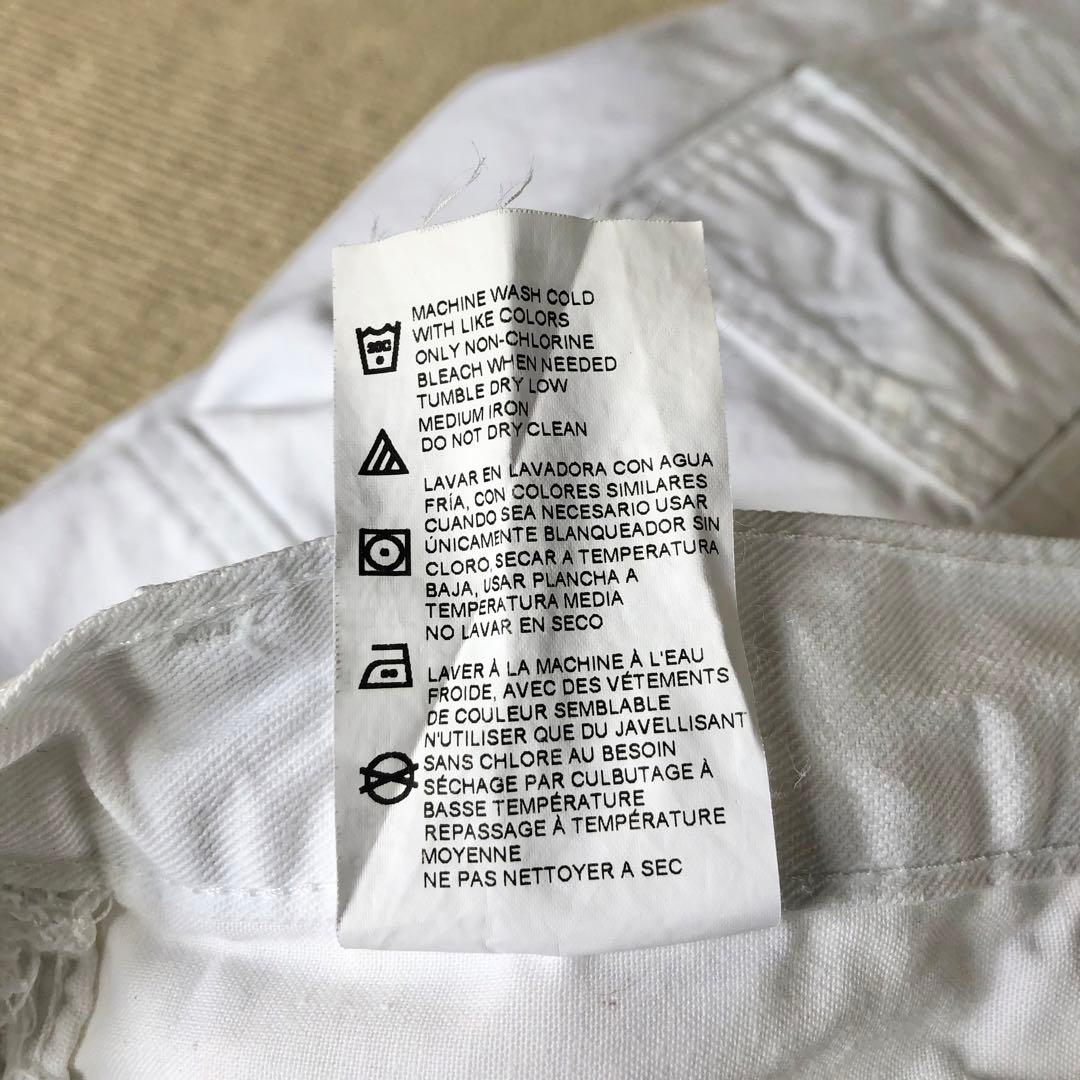 MACHINE WASH COLD
WITH LIKE COLORS
ONLY NON-CHLORINE
BLEACH WHEN NEEDED
TUMBLE DRY LOW
MEDIUM IRON
DO NOT DRY CLEAN
LAVAR EN LAVADORA CON AGUA
FRÍA, CON COLORES SIMILARES
CUANDO SEA NECESARIO USAR
ÚNICAMENTE BLANQUEADOR SIN
CLORO, SECAR A TEMPERATURA
BAJA, USAR PLANCHA A
TEMPERATURA MEDIA
NO LAVAR EN SECO
LAVER À LA MACHINE À L'EAU
FROIDE, AVEC DES VÉTEMENTS
DE COULEUR SEMBLABLE
N'UTILISER QUE DU JAVELLISANT
SANS CHLORE AU BESOIN
SÉCHAGE PAR CULBUTAGE À
BASSE TEMPÉRATURE
REPASSAGE À TEMPÉRATURE
MOYENNE
NE PAS NETTOYER A SEC